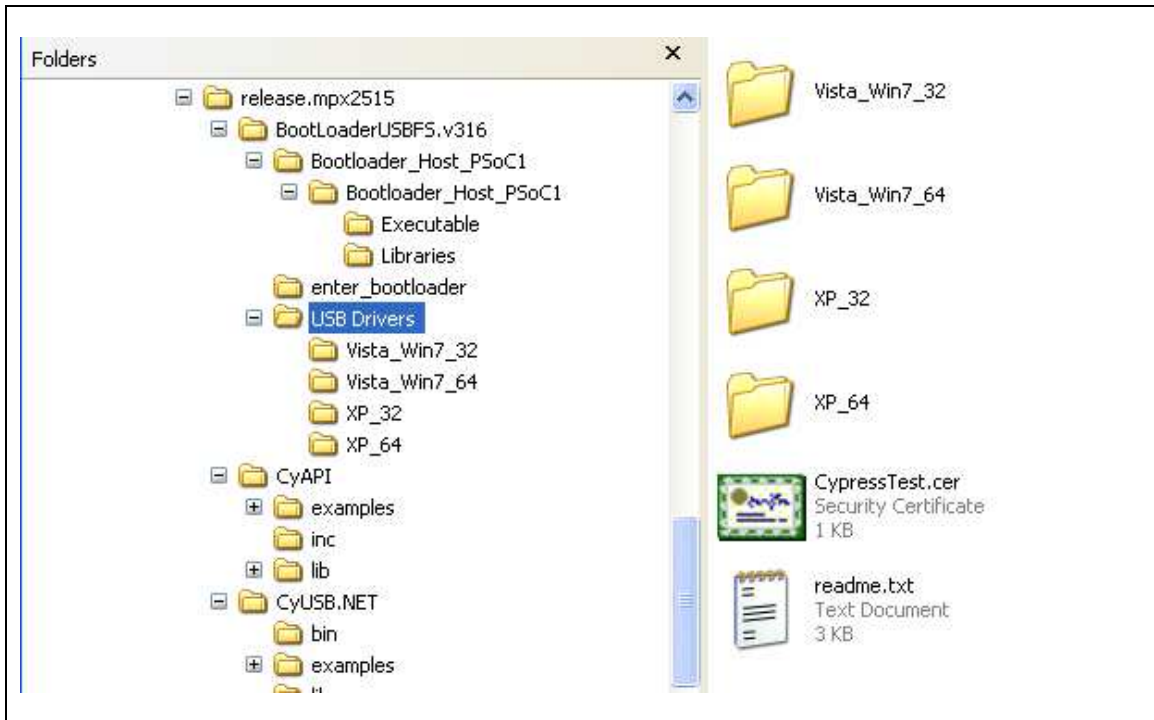 Folders
release.mpx2515
BootLoaderUSBFS.v316
Bootloader_Host_PSoC1
Bootloader_Host_PSoC1
Executable
Libraries
enter_bootloader
USB Drivers
Vista_Win7_32
Vista_Win7_64
XP_32
XP_64
CyAPI
examples
inc
lib
CyUSB.NET
bin
examples
Vista_Win7_32
Vista_Win7_64
XP_32
XP_64
CypressTest.cer
Security Certificate
1 KB
readme.txt
Text Document
3 KB